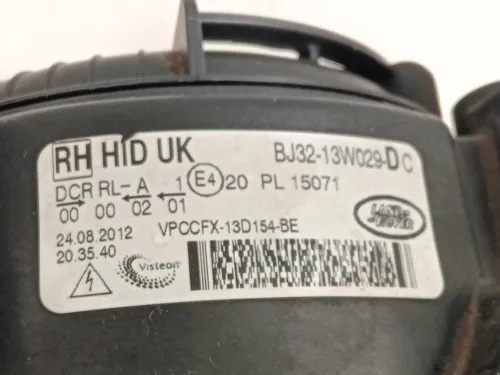 RH HID UK BJ32-13W029-DC
DCR RL-A 1 E4 20 PL 15071
00 00 02 01
24.08.2012 VPCCFX-13D154-BE
20.35.40
Visteon
LAND ROVER